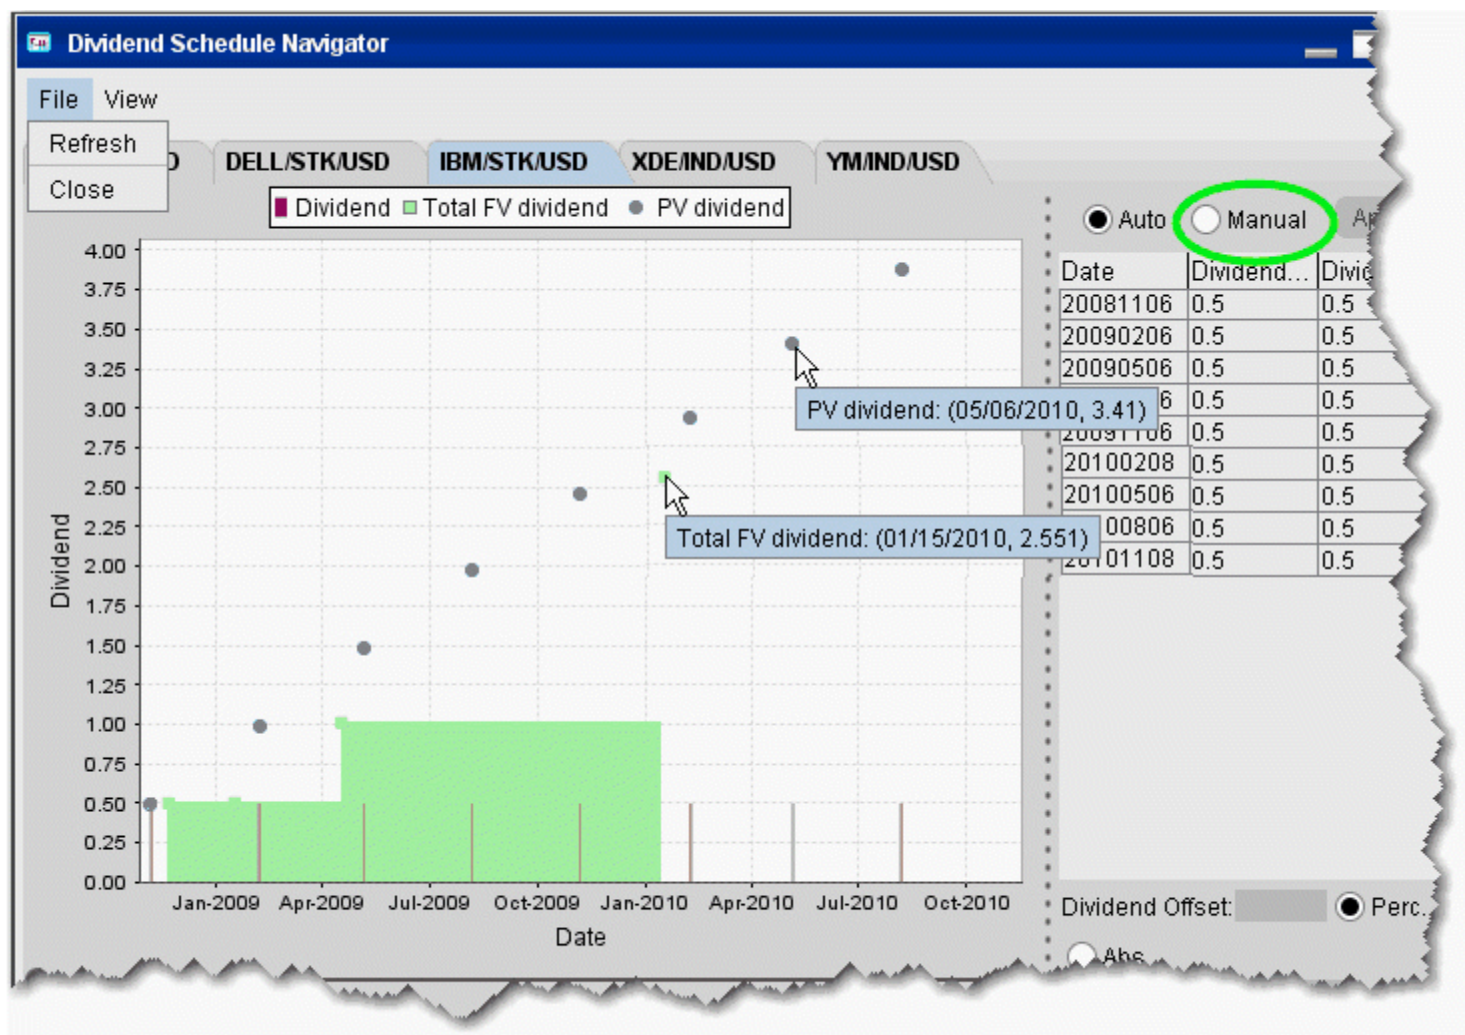 Dividend Schedule Navigator
File View
Refresh
Close
DELL/STK/USD IBM/STK/USD XDE/IND/USD YM/IND/USD
Dividend Total FV dividend PV dividend
Auto Manual
4.00
3.75
3.50
3.25
3.00
2.75
2.50
2.25
2.00
1.75
1.50
1.25
1.00
0.75
0.50
0.25
0.00
Dividend
PV dividend: (05/06/2010, 3.41)
Total FV dividend: (01/15/2010, 2.551)
Jan-2009 Apr-2009 Jul-2009 Oct-2009 Jan-2010 Apr-2010 Jul-2010 Oct-2010
Date
Date Dividend...
20081106 0.5 0.5
20090206 0.5 0.5
20090506 0.5 0.5
6 0.5 0.5
20091106 0.5 0.5
20100208 0.5 0.5
20100506 0.5 0.5
00806 0.5 0.5
20101108 0.5 0.5
Dividend Offset: Perc.
Abs